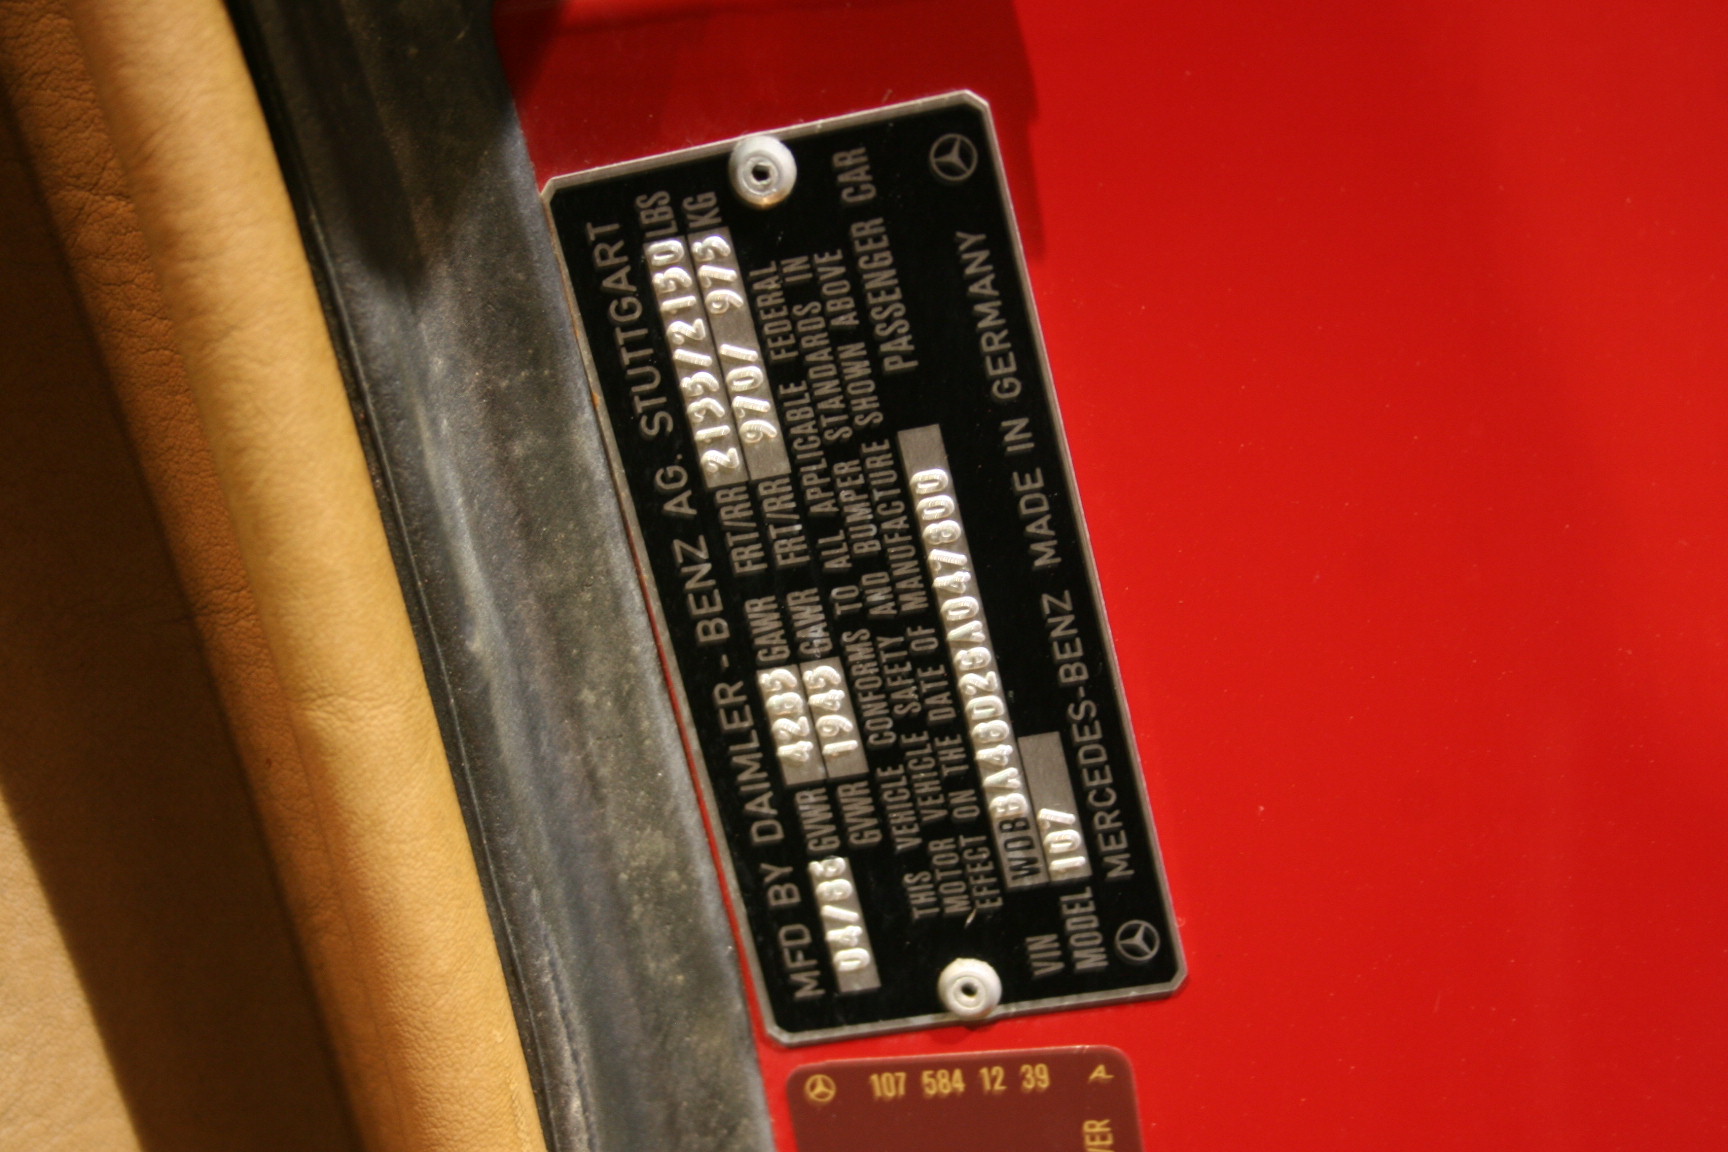 MFD BY DAIMLER - BENZ AG. STUTTGART
04/86 GVWR 4285 GAWR FRT/RR 2135/2150 LBS
GVWR 1945 GAWR FRT/RR 970/ 975 KG
THIS VEHICLE CONFORMS TO ALL APPLICABLE FEDERAL
MOTOR VEHICLE SAFETY AND BUMPER STANDARDS IN
EFFECT ON THE DATE OF MANUFACTURE SHOWN ABOVE
VIN WDBBA48D2GA047800 PASSENGER CAR
MODEL 107
MERCEDES-BENZ MADE IN GERMANY
107 584 12 39 A